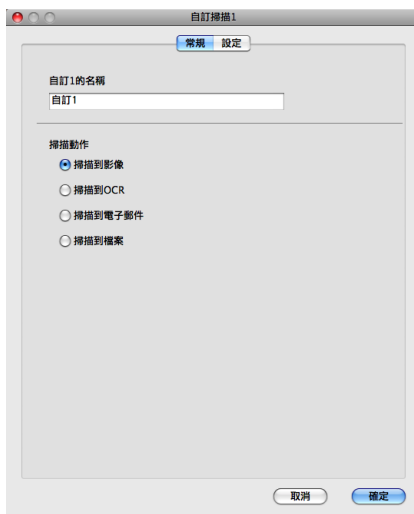 自訂掃描1
常規 設定
自訂1的名稱
自訂1
掃描動作
掃描到影像
掃描到OCR
掃描到電子郵件
掃描到檔案
取消 確定